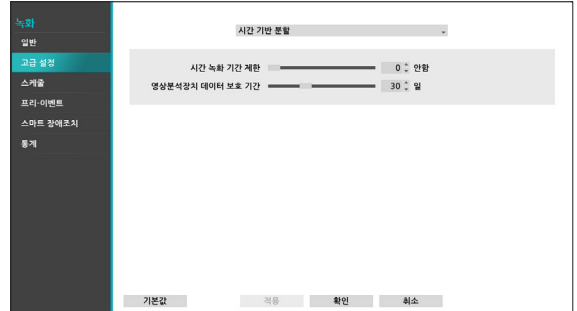 녹화
일반
고급 설정
스케줄
프리-이벤트
스마트 장애조치
통계
시간 기반 분할
시간 녹화 기간 제한 0 안함
영상분석장치 데이터 보호 기간 30 일
기본값 적용 확인 취소